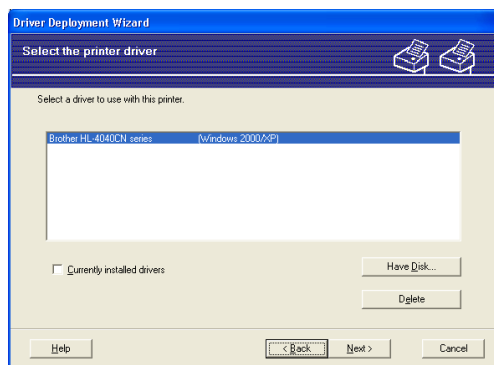 Driver Deployment Wizard
Select the printer driver
Select a driver to use with this printer.
Brother HL-4040CN series (Windows 2000/XP)
Currently installed drivers
Have Disk...
Delete
Help
< Back
Next >
Cancel